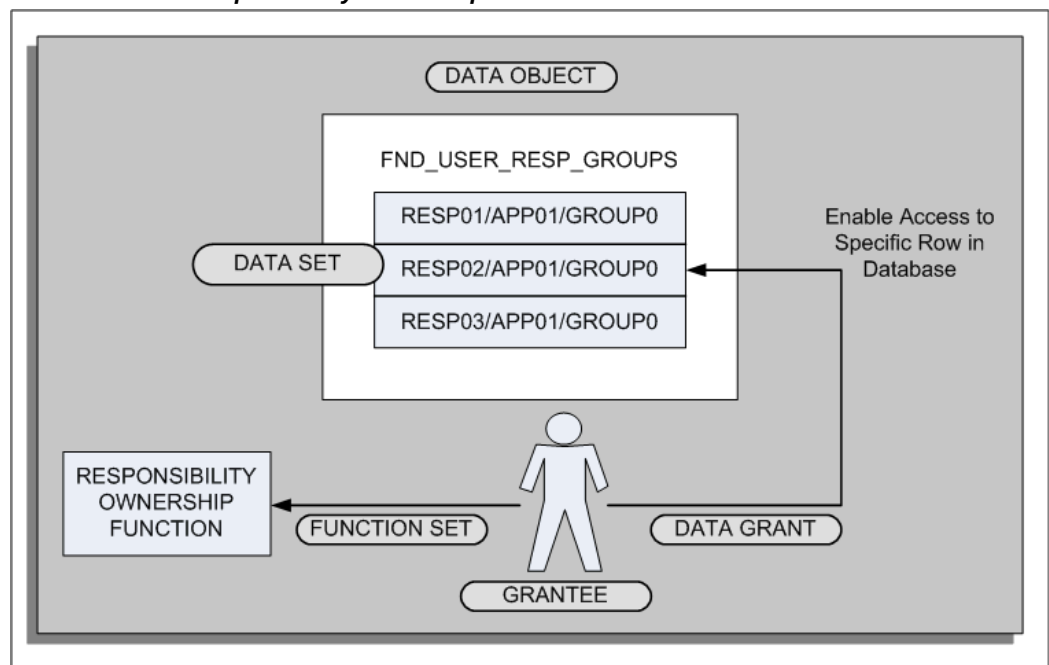 DATA OBJECT
FND_USER_RESP_GROUPS
RESP01/APP01/GROUP0
RESP02/APP01/GROUP0
RESP03/APP01/GROUP0
DATA SET
Enable Access to
Specific Row in
Database
RESPONSIBILITY
OWNERSHIP
FUNCTION
FUNCTION SET
DATA GRANT
GRANTEE